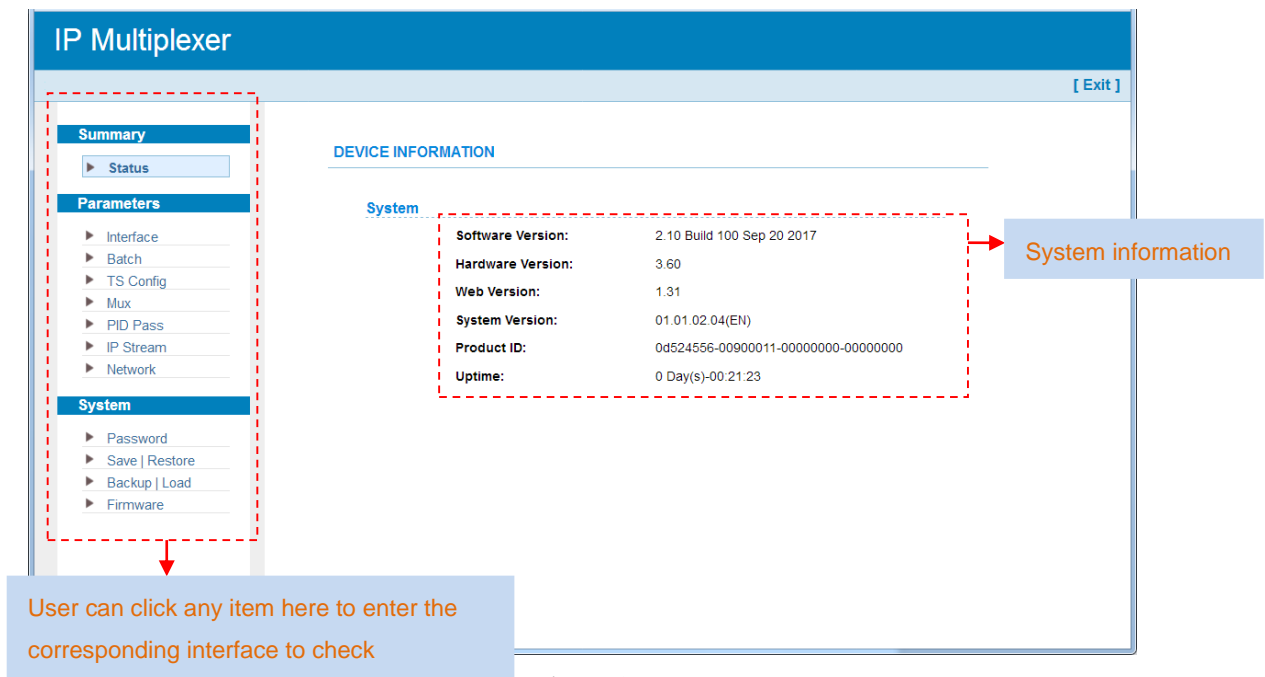 IP Multiplexer
[ Exit ]
Summary
Status
Parameters
Interface
Batch
TS Config
Mux
PID Pass
IP Stream
Network
System
Password
Save | Restore
Backup | Load
Firmware
DEVICE INFORMATION
System
Software Version: 2.10 Build 100 Sep 20 2017
Hardware Version: 3.60
Web Version: 1.31
System Version: 01.01.02.04(EN)
Product ID: 0d524556-00900011-00000000-00000000
Uptime: 0 Day(s)-00:21:23
System information
User can click any item here to enter the
corresponding interface to check